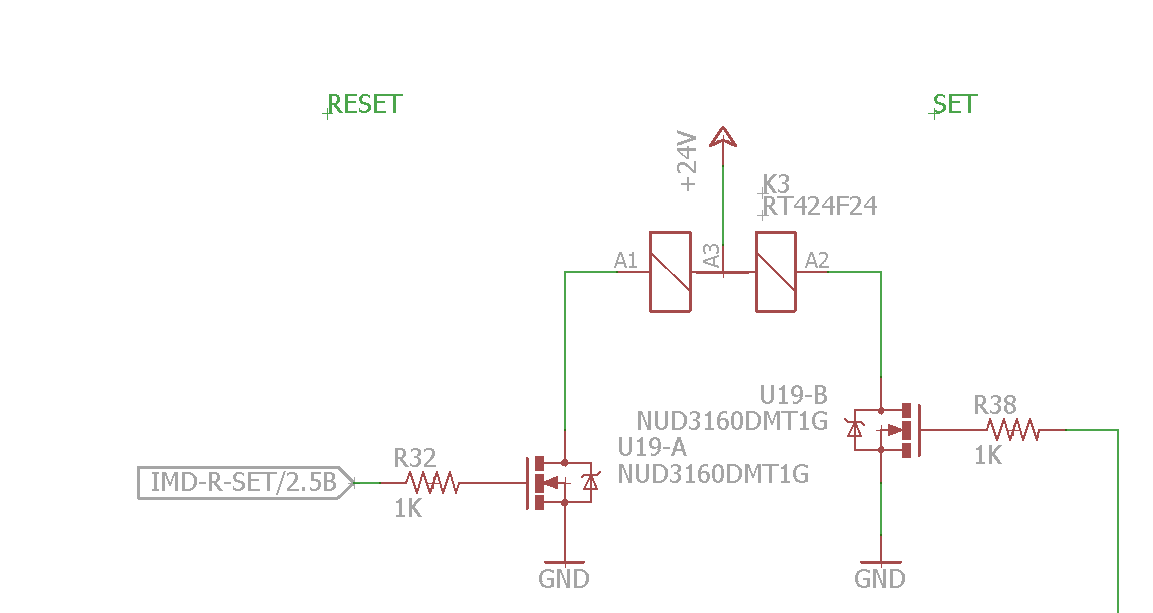 RESET
SET
+24V
K3
RT424F24
A1
A3
A2
U19-B
NUD3160DMT1G
R38
1K
U19-A
NUD3160DMT1G
R32
1K
IMD-R-SET/2.5B
GND
GND